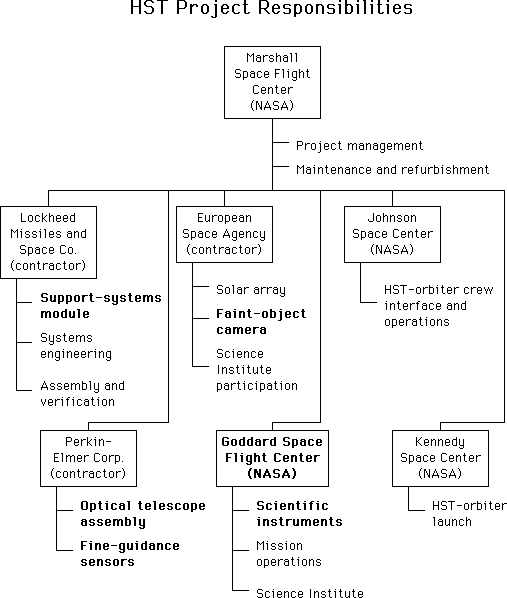 HST Project Responsibilities
Marshall
Space Flight
Center
(NASA)
Project management
Maintenance and refurbishment
Lockheed
Missiles and
Space Co.
(contractor)
Support-systems
module
Systems
engineering
Assembly and
verification
European
Space Agency
(contractor)
Solar array
Faint-object
camera
Science
Institute
participation
Johnson
Space Center
(NASA)
HST-orbiter crew
interface and
operations
Perkin-
Elmer Corp.
(contractor)
Optical telescope
assembly
Fine-guidance
sensors
Goddard Space
Flight Center
(NASA)
Scientific
instruments
Mission
operations
Science Institute
Kennedy
Space Center
(NASA)
HST-orbiter
launch